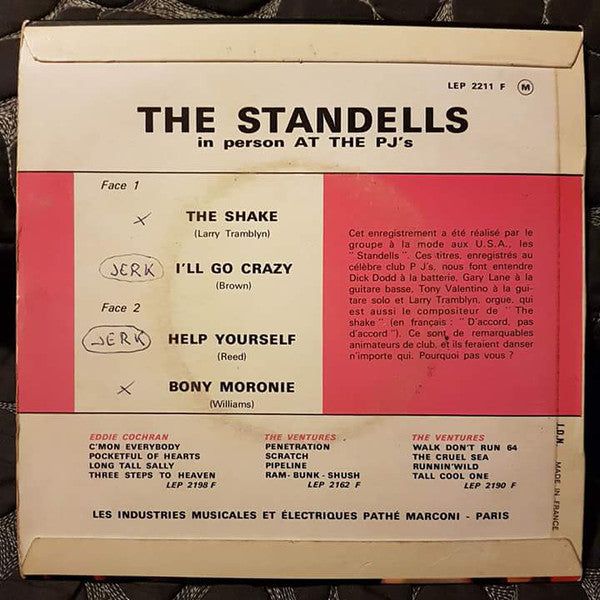 LEP 2211 F M
THE STANDELLS
in person AT THE PJ's
Face 1
X THE SHAKE
(Larry Tramblyn)
JERK I'LL GO CRAZY
(Brown)
Face 2
JERK HELP YOURSELF
(Reed)
X BONY MORONIE
(Williams)
Cet enregistrement a été réalisé par le
groupe à la mode aux U.S.A., les
" Standells ". Ces titres, enregistrés au
célèbre club P J's, nous font entendre
Dick Dodd à la batterie, Gary Lane à la
guitare basse, Tony Valentino à la gui-
tare solo et Larry Tramblyn, orgue, qui
est aussi le compositeur de " The
shake " (en français : " D'accord, pas
d'accord "). Ce sont de remarquables
animateurs de club, et ils feraient danser
n'importe qui. Pourquoi pas vous ?
EDDIE COCHRAN
C'MON EVERYBODY
POCKETFUL OF HEARTS
LONG TALL SALLY
THREE STEPS TO HEAVEN
LEP 2198 F
THE VENTURES
PENETRATION
SCRATCH
PIPELINE
RAM - BUNK - SHUSH
LEP 2162 F
THE VENTURES
WALK DON'T RUN 64
THE CRUEL SEA
RUNNIN'WILD
TALL COOL ONE
LEP 2190 F
LES INDUSTRIES MUSICALES ET ÉLECTRIQUES PATHÉ MARCONI - PARIS
I.D.N. MADE IN FRANCE